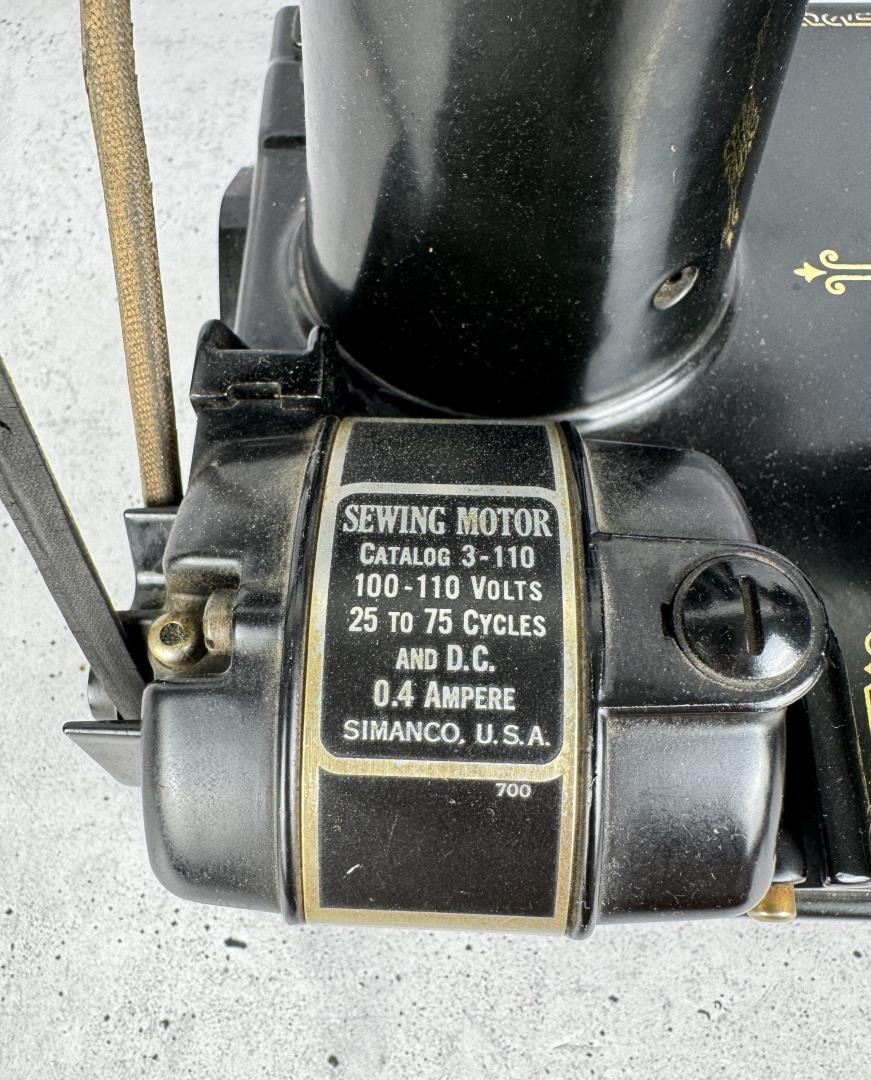 SEWING MOTOR
CATALOG 3-110
100-110 VOLTS
25 TO 75 CYCLES
AND D.C.
0.4 AMPERE
SIMANCO, U.S.A.
700